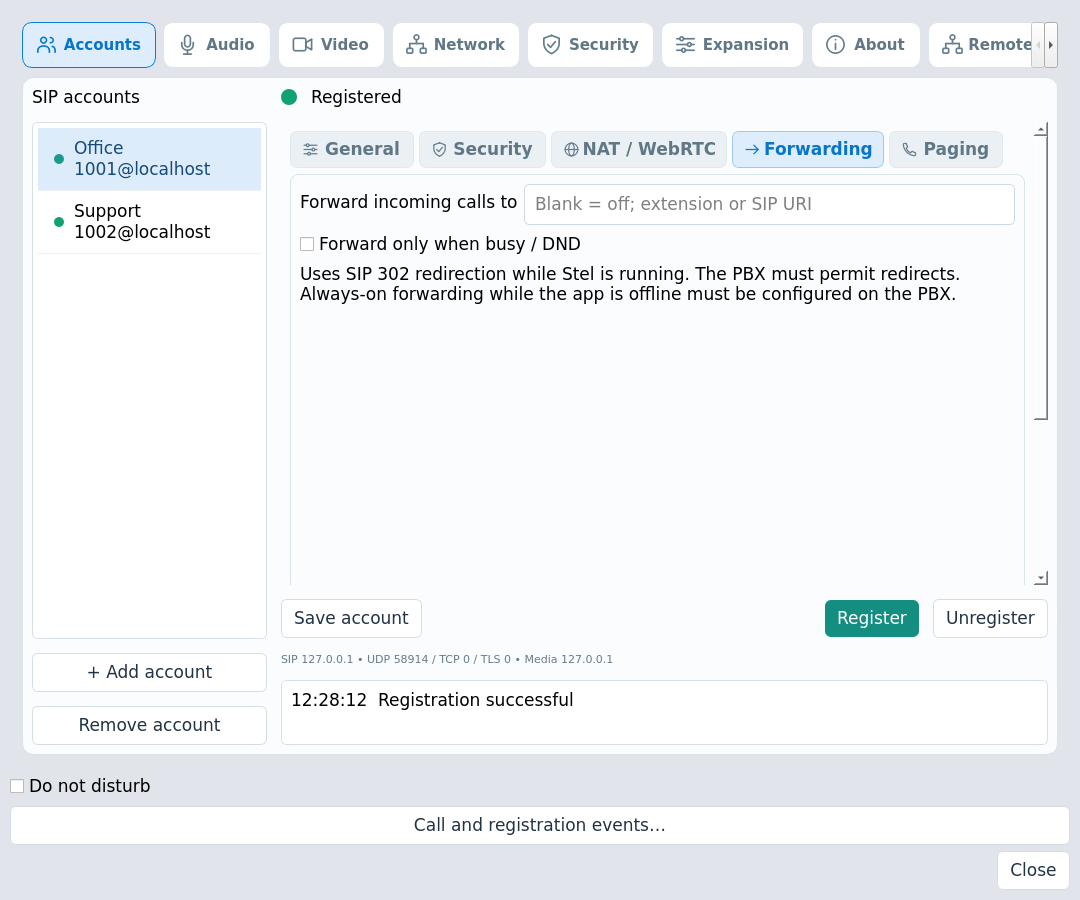 Accounts
Audio
Video
Network
Security
Expansion
About
Remote
SIP accounts
Registered
Office
1001@localhost
Support
1002@localhost
General
Security
NAT / WebRTC
Forwarding
Paging
Forward incoming calls to
Blank = off; extension or SIP URI
Forward only when busy / DND
Uses SIP 302 redirection while Stel is running. The PBX must permit redirects.
Always-on forwarding while the app is offline must be configured on the PBX.
Save account
Register
Unregister
SIP 127.0.0.1 • UDP 58914 / TCP 0 / TLS 0 • Media 127.0.0.1
+ Add account
12:28:12  Registration successful
Remove account
Do not disturb
Call and registration events...
Close